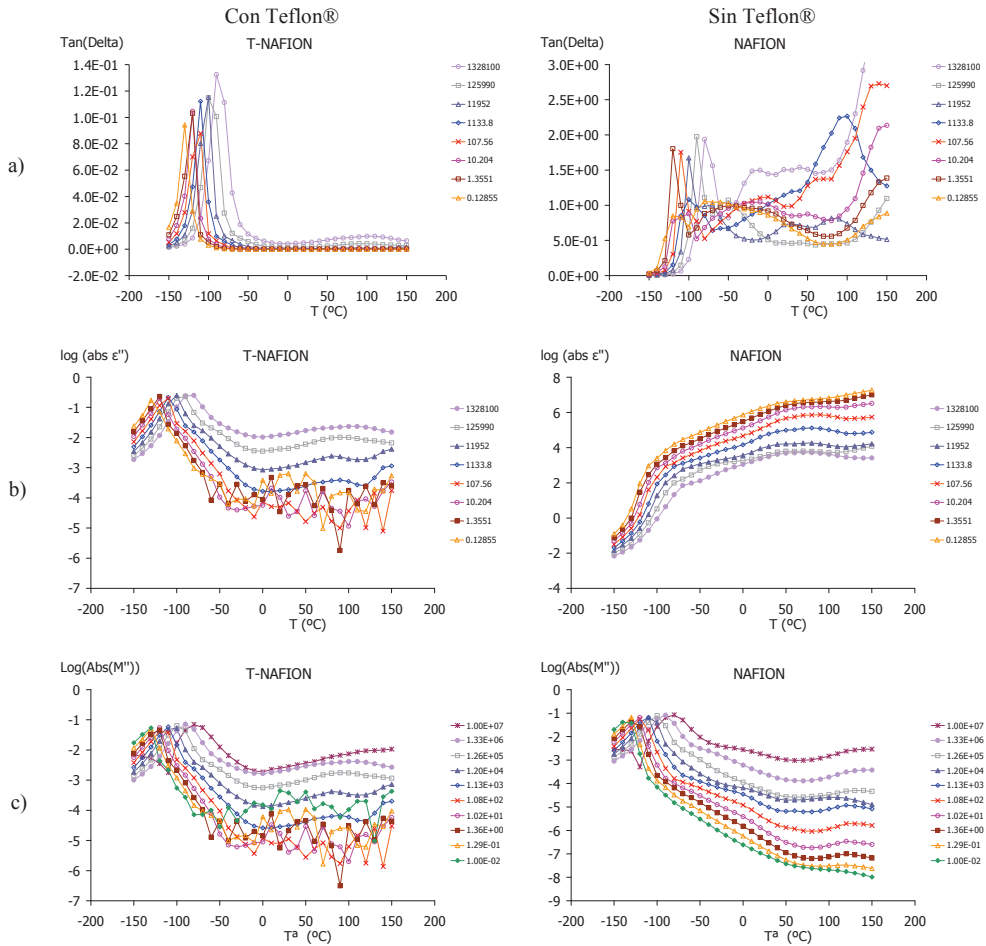 Con Teflon®
Sin Teflon®
a)
Tan(Delta)
T-NAFION
1.4E-01
1.2E-01
1.0E-01
8.0E-02
6.0E-02
4.0E-02
2.0E-02
0.0E+00
-2.0E-02
-200 -150 -100 -50 0 50 100 150 200
T (ºC)
1328100
125990
11952
1133.8
107.56
10.204
1.3551
0.12855
Tan(Delta)
NAFION
3.0E+00
2.5E+00
2.0E+00
1.5E+00
1.0E+00
5.0E-01
0.0E+00
-200 -150 -100 -50 0 50 100 150 200
T (ºC)
1328100
125990
11952
1133.8
107.56
10.204
1.3551
0.12855
b)
log (abs ε'')
T-NAFION
0
-1
-2
-3
-4
-5
-6
-7
-200 -150 -100 -50 0 50 100 150 200
T (ºC)
1328100
125990
11952
1133.8
107.56
10.204
1.3551
0.12855
log (abs ε'')
NAFION
8
6
4
2
0
-2
-4
-200 -150 -100 -50 0 50 100 150 200
T (ºC)
1328100
125990
11952
1133.8
107.56
10.204
1.3551
0.12855
c)
Log(Abs(M''))
T-NAFION
0
-1
-2
-3
-4
-5
-6
-7
-200 -150 -100 -50 0 50 100 150 200
Tª (ºC)
1.00E+07
1.33E+06
1.26E+05
1.20E+04
1.13E+03
1.08E+02
1.02E+01
1.36E+00
1.29E-01
1.00E-02
Log(Abs(M''))
NAFION
0
-1
-2
-3
-4
-5
-6
-7
-8
-9
-200 -150 -100 -50 0 50 100 150 200
Tª (ºC)
1.00E+07
1.33E+06
1.26E+05
1.20E+04
1.13E+03
1.08E+02
1.02E+01
1.36E+00
1.29E-01
1.00E-02